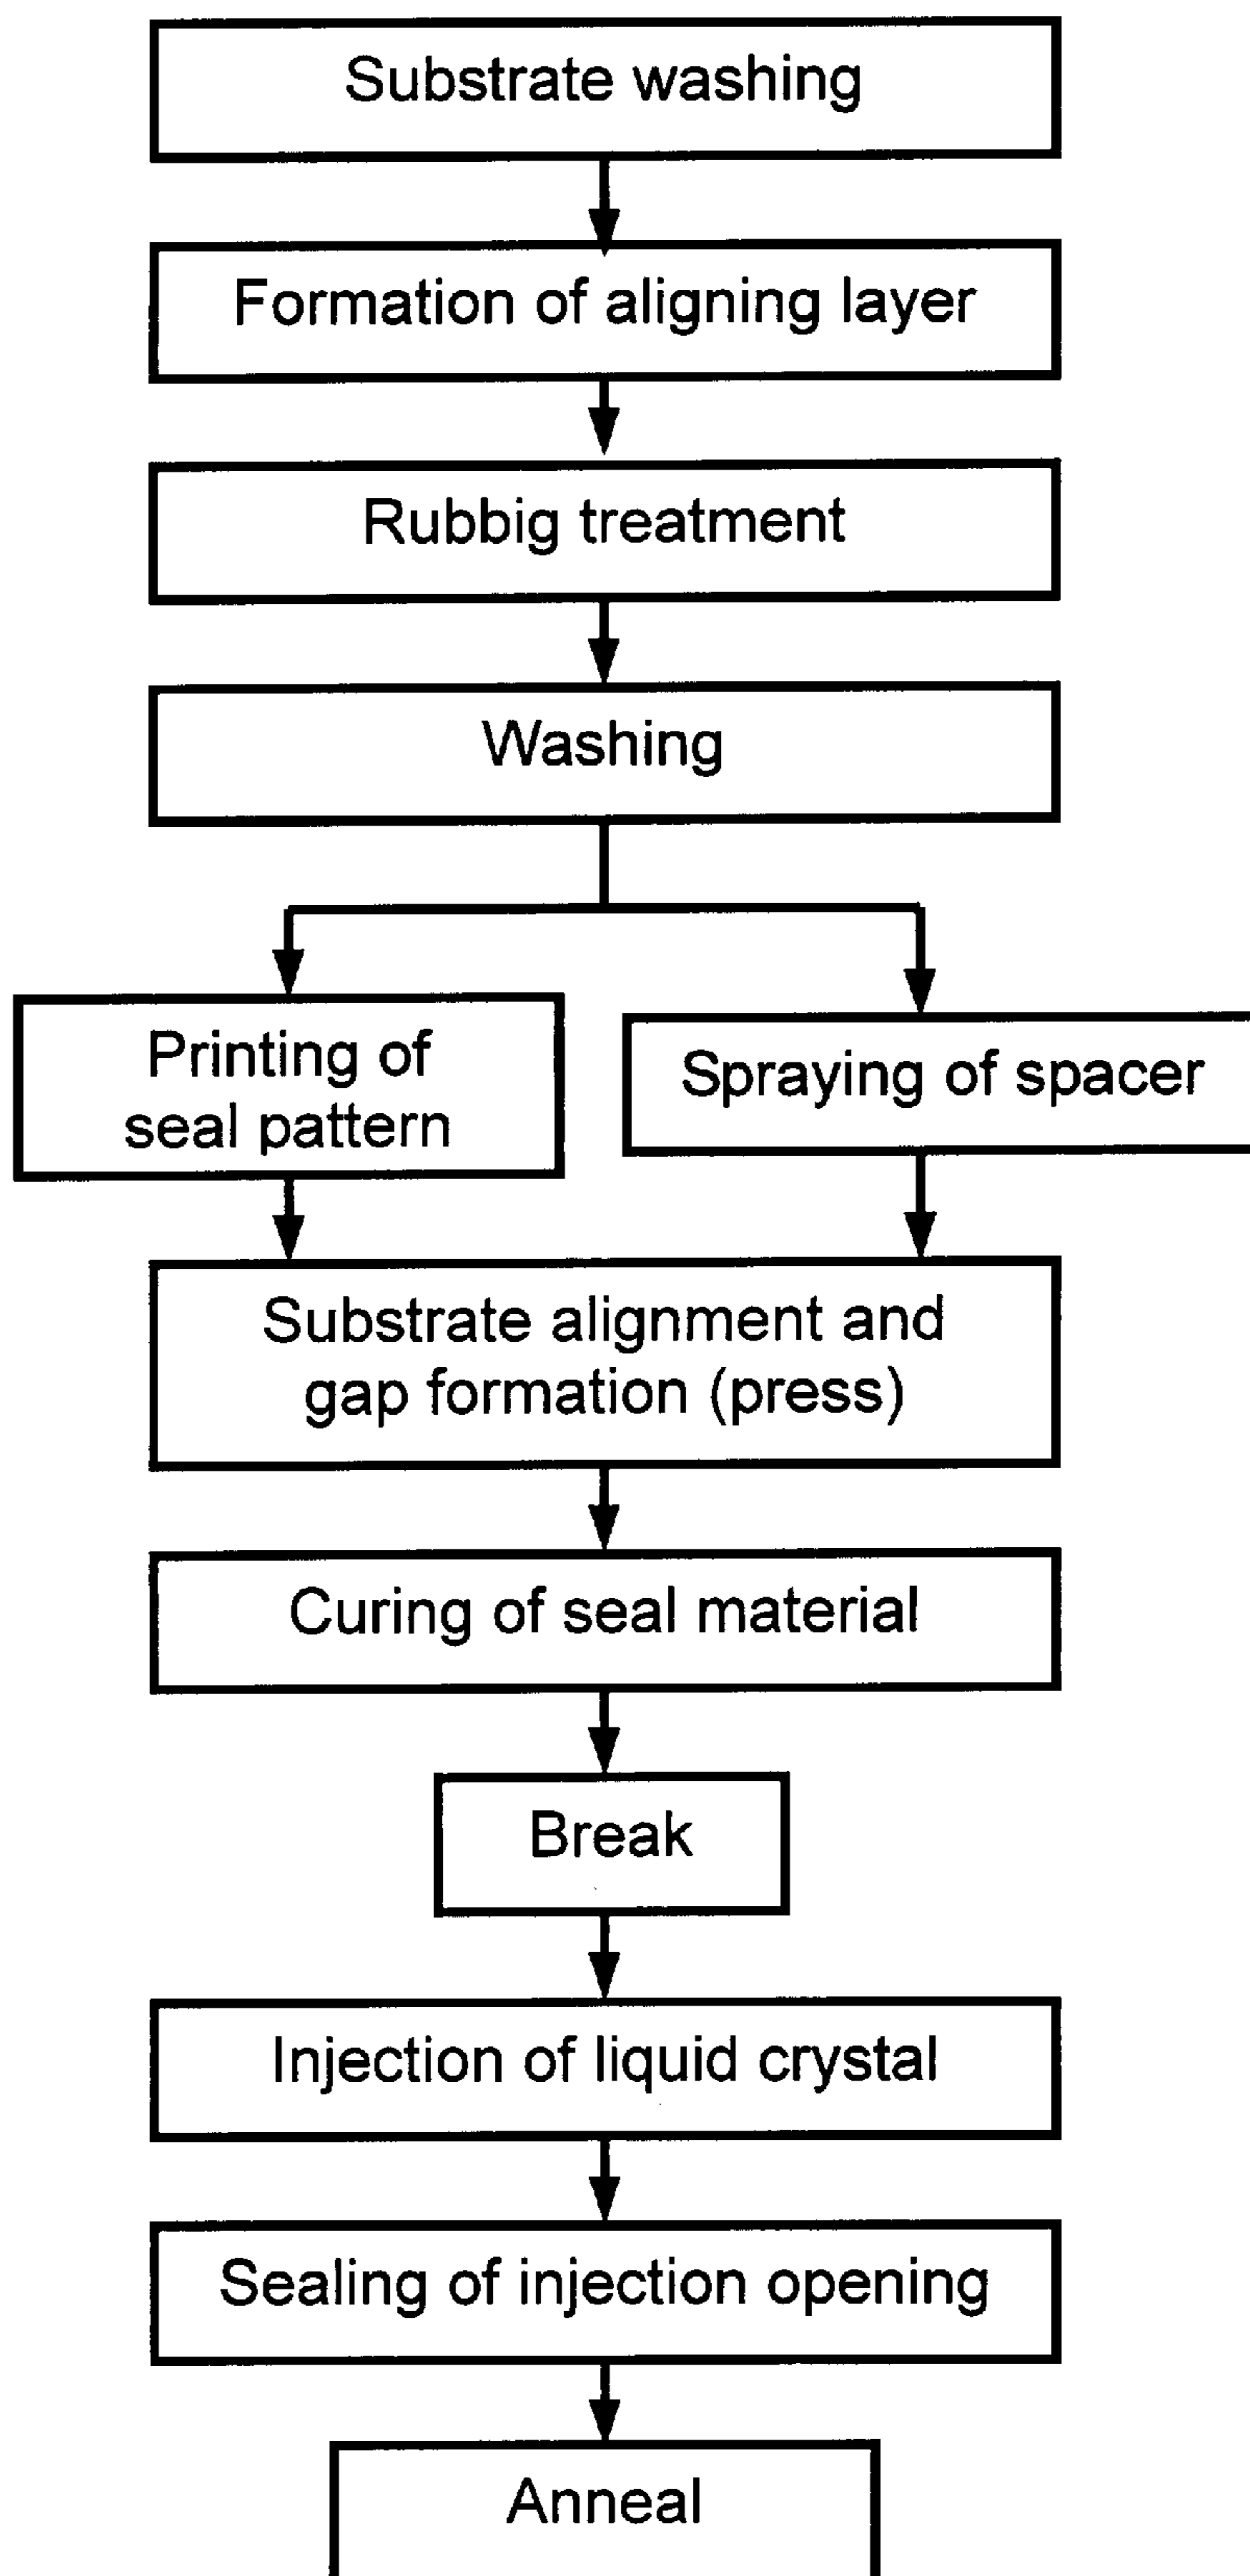 Substrate washing
Formation of aligning layer
Rubbig treatment
Washing
Printing of
seal pattern
Spraying of spacer
Substrate alignment and
gap formation (press)
Curing of seal material
Break
Injection of liquid crystal
Sealing of injection opening
Anneal